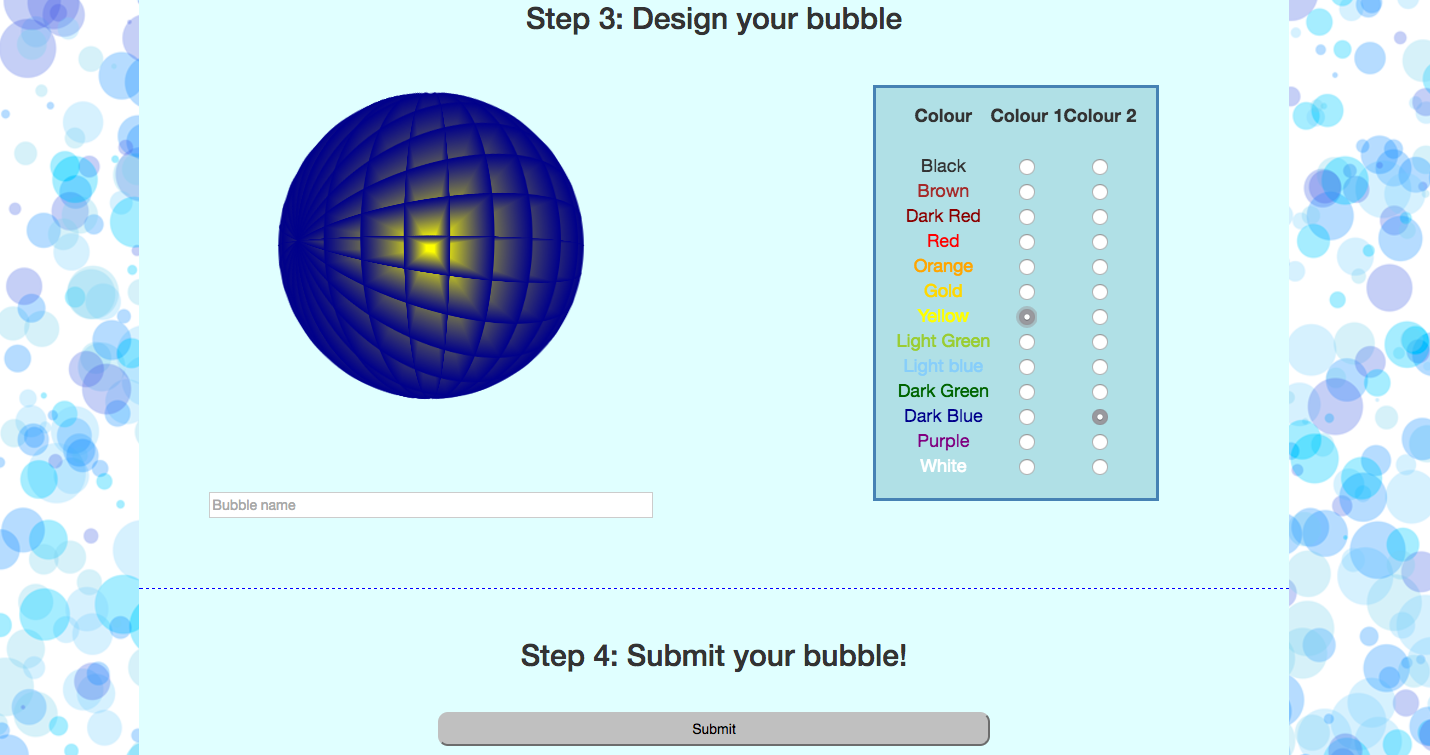 Step 3: Design your bubble
Colour Colour 1 Colour 2
Black
Brown
Dark Red
Red
Orange
Gold
Yellow
Light Green
Light blue
Dark Green
Dark Blue
Purple
White
Bubble name
Step 4: Submit your bubble!
Submit